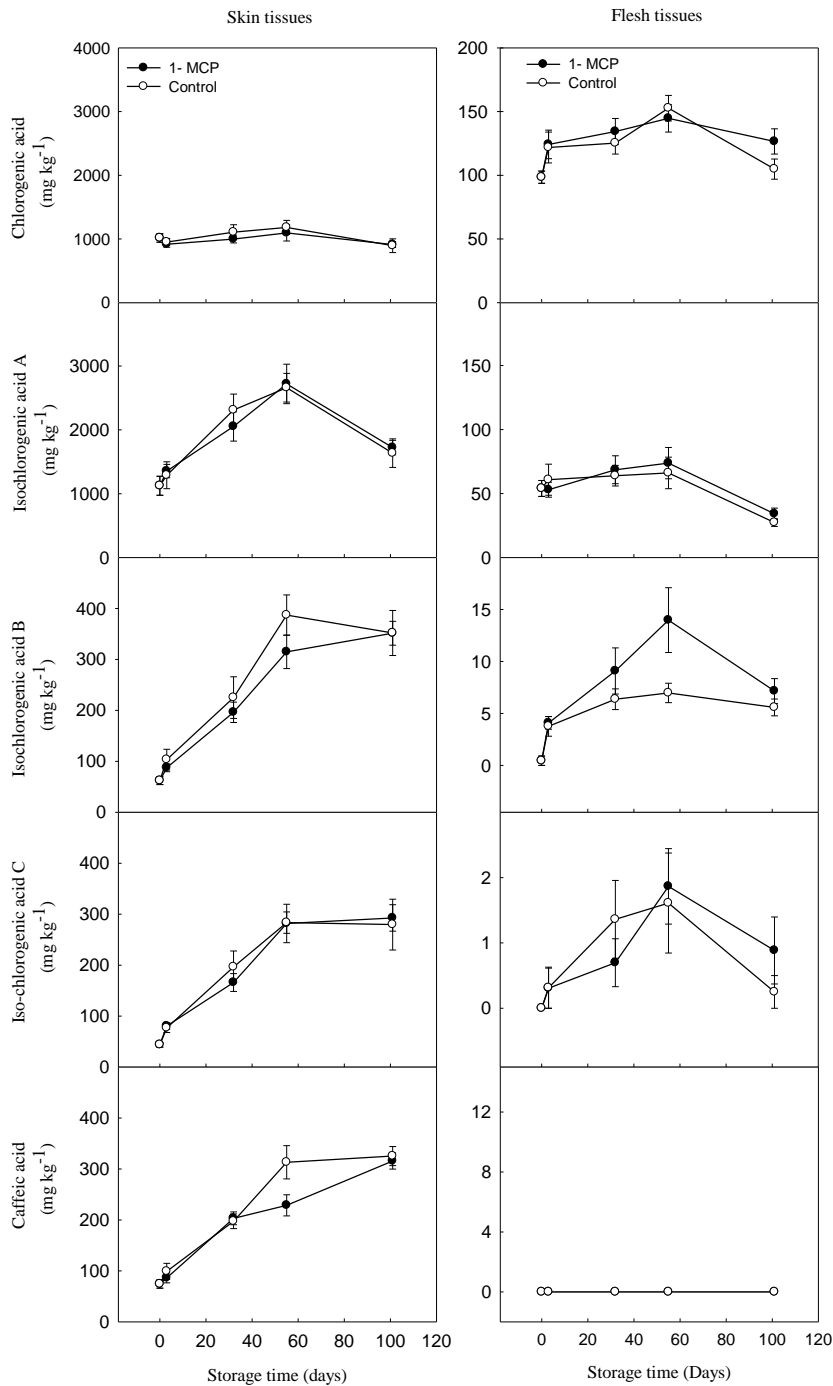 Skin tissues
Flesh tissues
4000
3000
2000
1000
0
Chlorogenic acid
(mg kg-1)
1- MCP
Control
200
150
100
50
0
1- MCP
Control
3000
2000
1000
0
Isochlorogenic acid A
(mg kg-1)
150
100
50
0
400
300
200
100
0
Isochlorogenic acid B
(mg kg-1)
15
10
5
0
400
300
200
100
0
Iso-chlorogenic acid C
(mg kg-1)
2
1
0
400
300
200
100
0
Caffeic acid
(mg kg-1)
12
8
4
0
0 20 40 60 80 100 120
0 20 40 60 80 100 120
Storage time (days)
Storage time (Days)